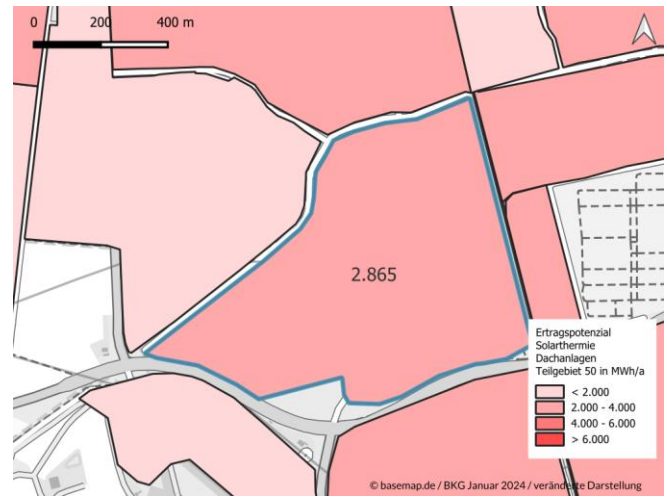 0 200 400 m
2.865
Ertragspotenzial
Solarthermie
Dachanlagen
Teilgebiet 50 in MWh/a
< 2.000
2.000 - 4.000
4.000 - 6.000
> 6.000
© basemap.de / BKG Januar 2024 / veränderte Darstellung